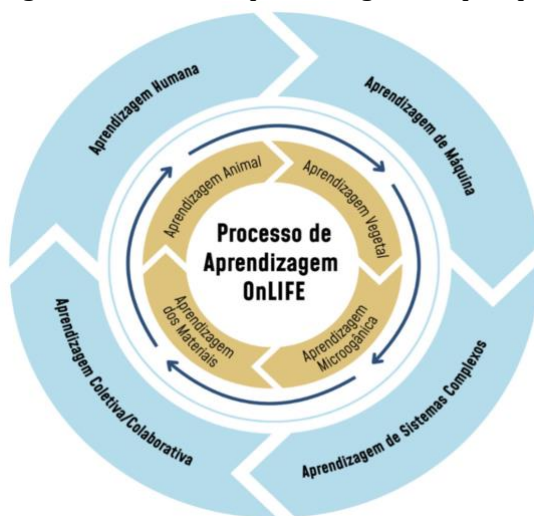 Aprendizagem Humana
Aprendizagem de Máquina
Aprendizagem Animal
Aprendizagem Vegetal
Processo de
Aprendizagem
OnLIFE
Aprendizagem
dos Materiais
Aprendizagem
Microogânica
Aprendizagem Coletiva/Colaborativa
Aprendizagem de Sistemas Complexos